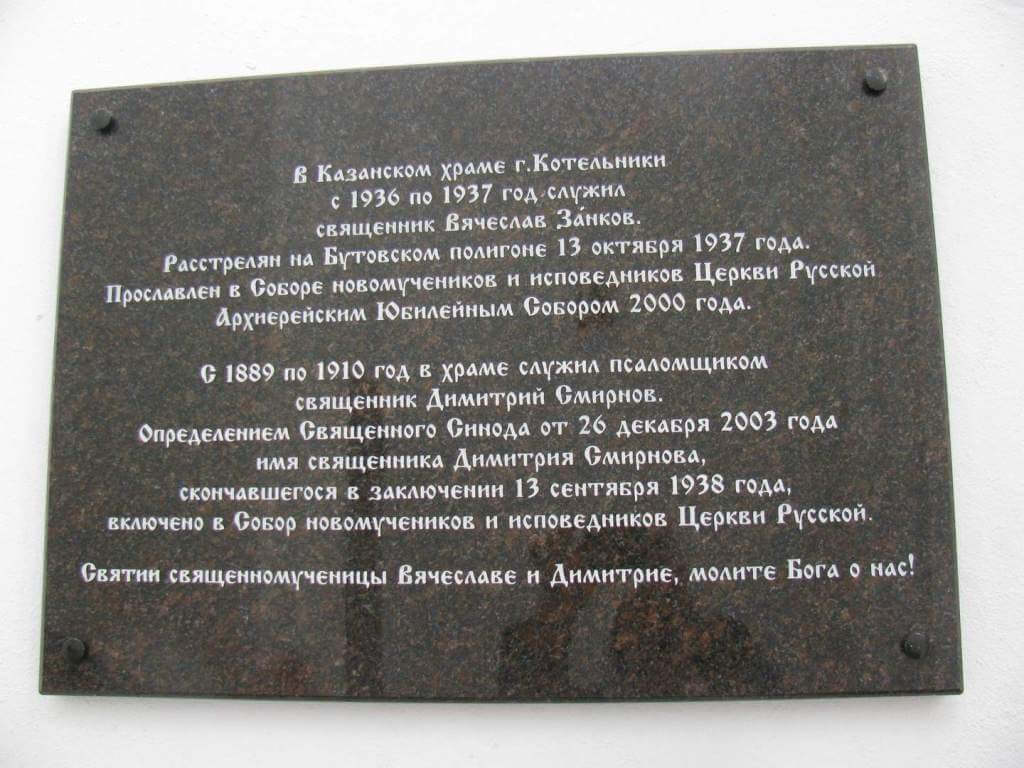 В Казанском храме г.Котельники
с 1936 по 1937 год служил
священник Вячеслав За́нков.
Расстрелян на Бутовском полигоне 13 октября 1937 года.
Прославлен в Соборе новомучеников и исповедников Церкви Русской
Архиерейским Юбилейным Собором 2000 года.
С 1889 по 1910 год в храме служил псаломщиком
священник Димитрий Смирнов.
Определением Священного Синода от 26 декабря 2003 года
имя священника Димитрия Смирнова,
скончавшегося в заключении 13 сентября 1938 года,
включено в Собор новомучеников и исповедников Церкви Русской.
Святии священномученицы Вячеславе и Димитрие, молите Бога о нас!